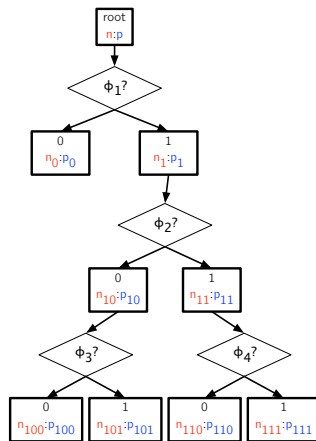 root
n:p
ϕ₁?
0
n₀:p₀
1
n₁:p₁
ϕ₂?
0
n₁₀:p₁₀
1
n₁₁:p₁₁
ϕ₃?
ϕ₄?
0
n₁₀₀:p₁₀₀
1
n₁₀₁:p₁₀₁
0
n₁₁₀:p₁₁₀
1
n₁₁₁:p₁₁₁